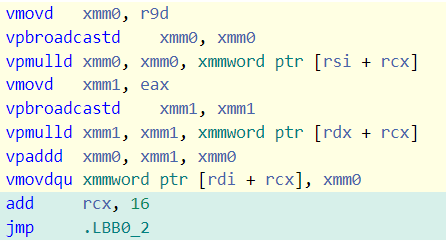 vmovd xmm0, r9d
vpbroadcastd xmm0, xmm0
vpmulld xmm0, xmm0, xmmword ptr [rsi + rcx]
vmovd xmm1, eax
vpbroadcastd xmm1, xmm1
vpmulld xmm1, xmm1, xmmword ptr [rdx + rcx]
vpaddd xmm0, xmm1, xmm0
vmovdqu xmmword ptr [rdi + rcx], xmm0
add rcx, 16
jmp .LBB0_2